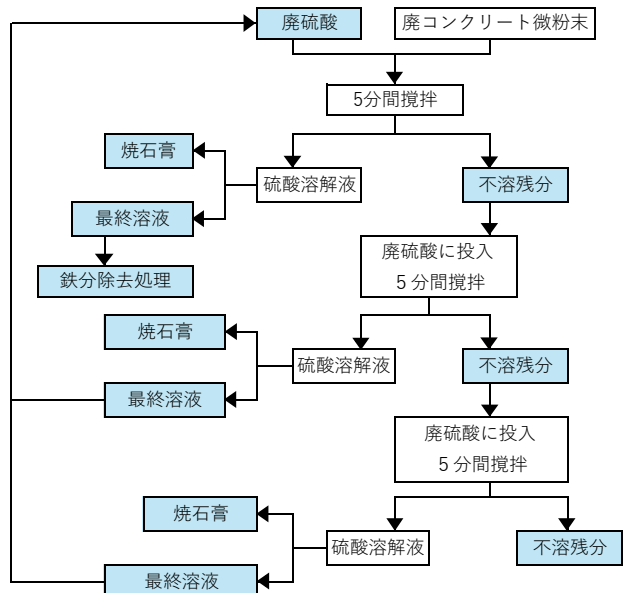 廃硫酸
廃コンクリート微粉末
5分間撹拌
焼石膏
硫酸溶解液
不溶残分
最終溶液
廃硫酸に投入
5分間撹拌
鉄分除去処理
焼石膏
硫酸溶解液
不溶残分
最終溶液
廃硫酸に投入
5分間撹拌
焼石膏
硫酸溶解液
不溶残分
最終溶液